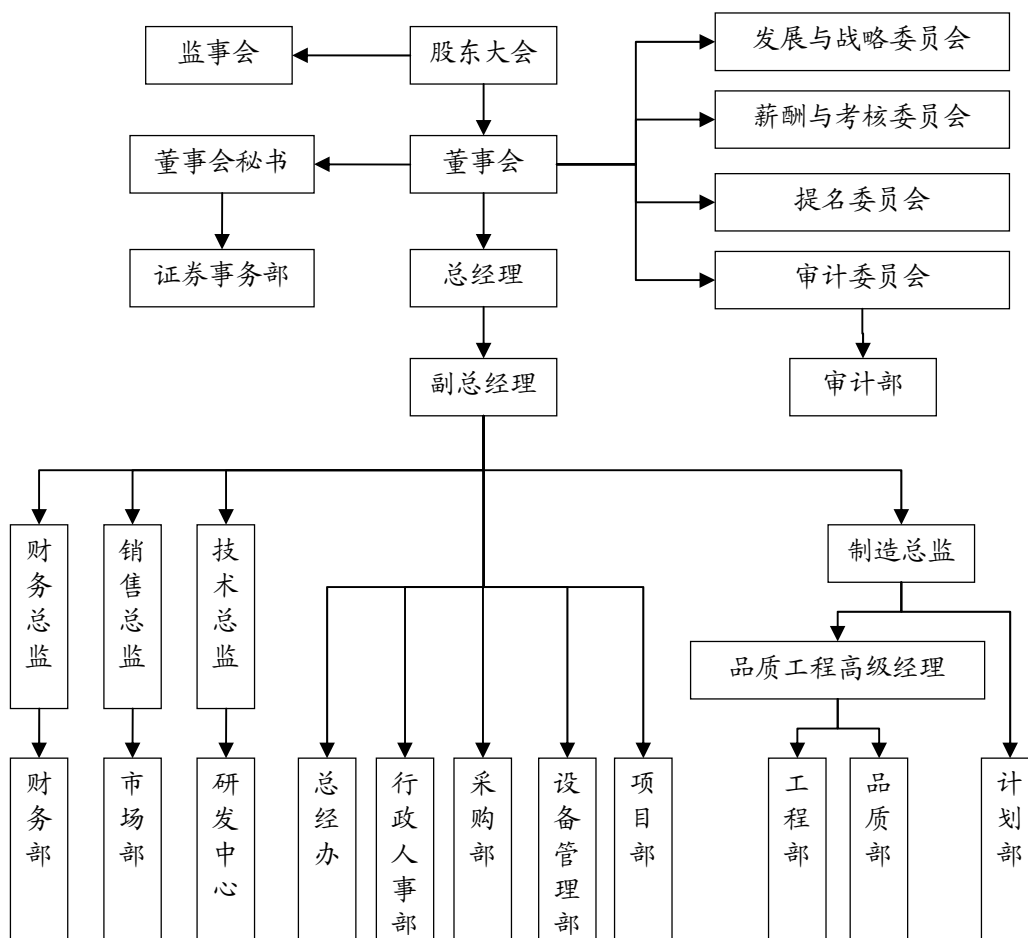 监事会
股东大会
发展与战略委员会
薪酬与考核委员会
董事会秘书
董事会
提名委员会
证券事务部
总经理
审计委员会
副总经理
审计部
财务总监
销售总监
技术总监
制造总监
品质工程高级经理
财务部
市场部
研发中心
总经办
行政人事部
采购部
设备管理部
项目部
工程部
品质部
计划部